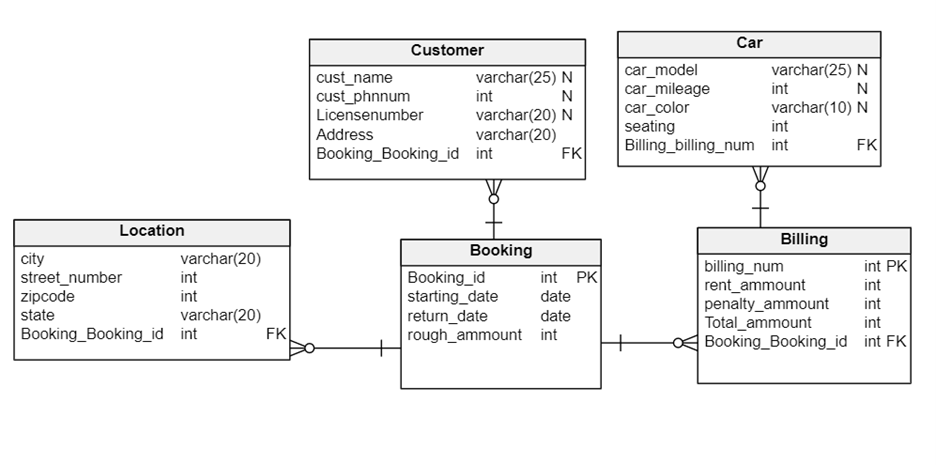 Customer
cust_name varchar(25) N
cust_phnnum int N
Licensenumber varchar(20) N
Address varchar(20)
Booking_Booking_id int FK
Car
car_model varchar(25) N
car_mileage int N
car_color varchar(10) N
seating int
Billing_billing_num int FK
Location
city varchar(20)
street_number int
zipcode int
state varchar(20)
Booking_Booking_id int FK
Booking
Booking_id int PK
starting_date date
return_date date
rough_ammount int
Billing
billing_num int PK
rent_ammount int
penalty_ammount int
Total_ammount int
Booking_Booking_id int FK